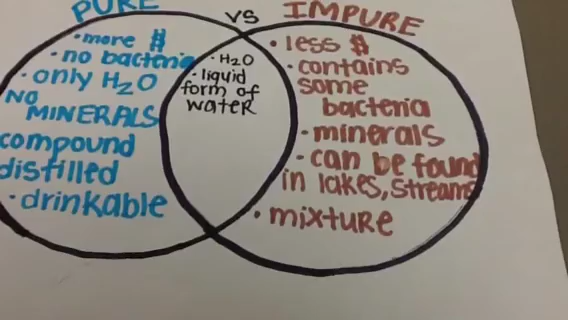 PURE vs IMPURE
• more $
• no bacteria
• only H2O
NO
MINERALS
compound
distilled
• drinkable
• H2O
• liquid
form of
water
• less $
• contains
some
bacteria
• minerals
• can be found
in lakes, streams
• mixture